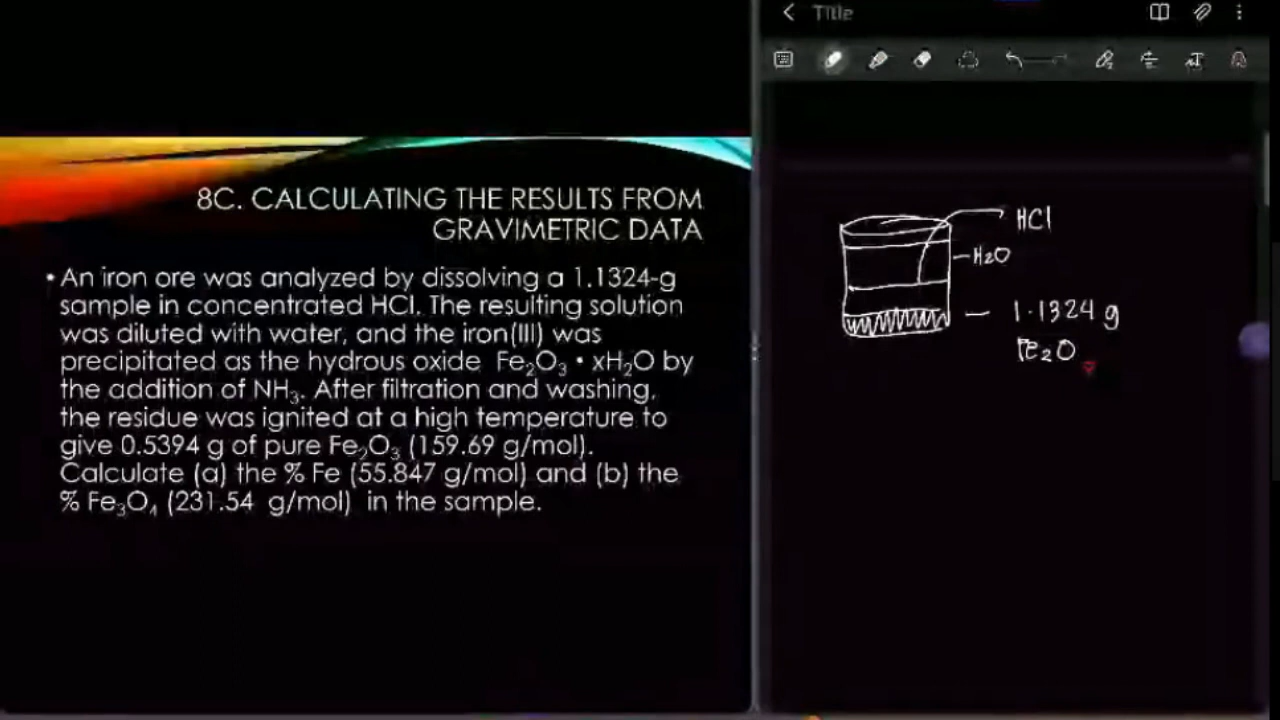 Title
8C. CALCULATING THE RESULTS FROM
GRAVIMETRIC DATA
• An iron ore was analyzed by dissolving a 1.1324-g
sample in concentrated HCl. The resulting solution
was diluted with water, and the iron(III) was
precipitated as the hydrous oxide Fe₂O₃ • xH₂O by
the addition of NH₃. After filtration and washing,
the residue was ignited at a high temperature to
give 0.5394 g of pure Fe₂O₃ (159.69 g/mol).
Calculate (a) the % Fe (55.847 g/mol) and (b) the
% Fe₃O₄ (231.54 g/mol) in the sample.
HCl
H₂O
1.1324 g
Fe₂O